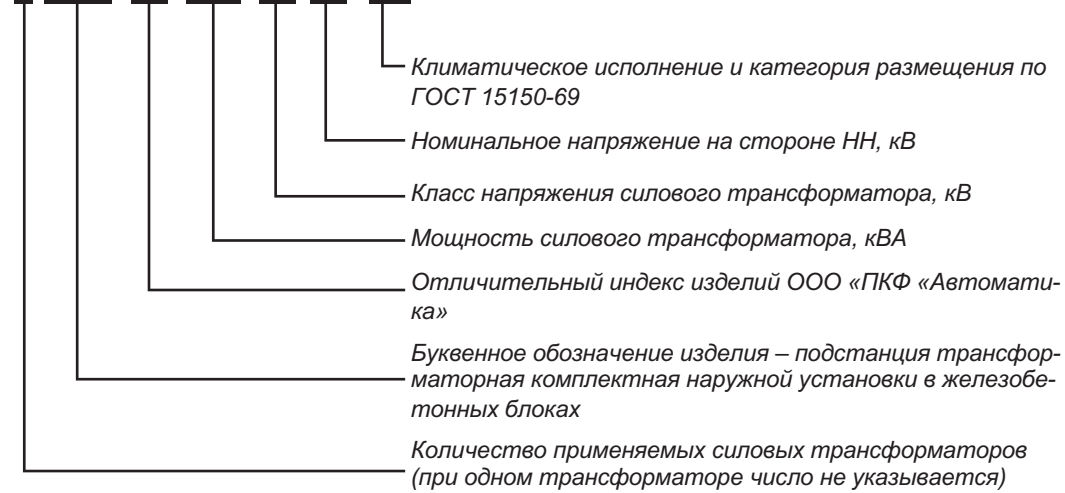 Климатическое исполнение и категория размещения по
ГОСТ 15150-69
Номинальное напряжение на стороне НН, кВ
Класс напряжения силового трансформатора, кВ
Мощность силового трансформатора, кВА
Отличительный индекс изделий ООО «ПКФ «Автомати-
ка»
Буквенное обозначение изделия – подстанция трансфор-
маторная комплектная наружной установки в железобе-
тонных блоках
Количество применяемых силовых трансформаторов
(при одном трансформаторе число не указывается)